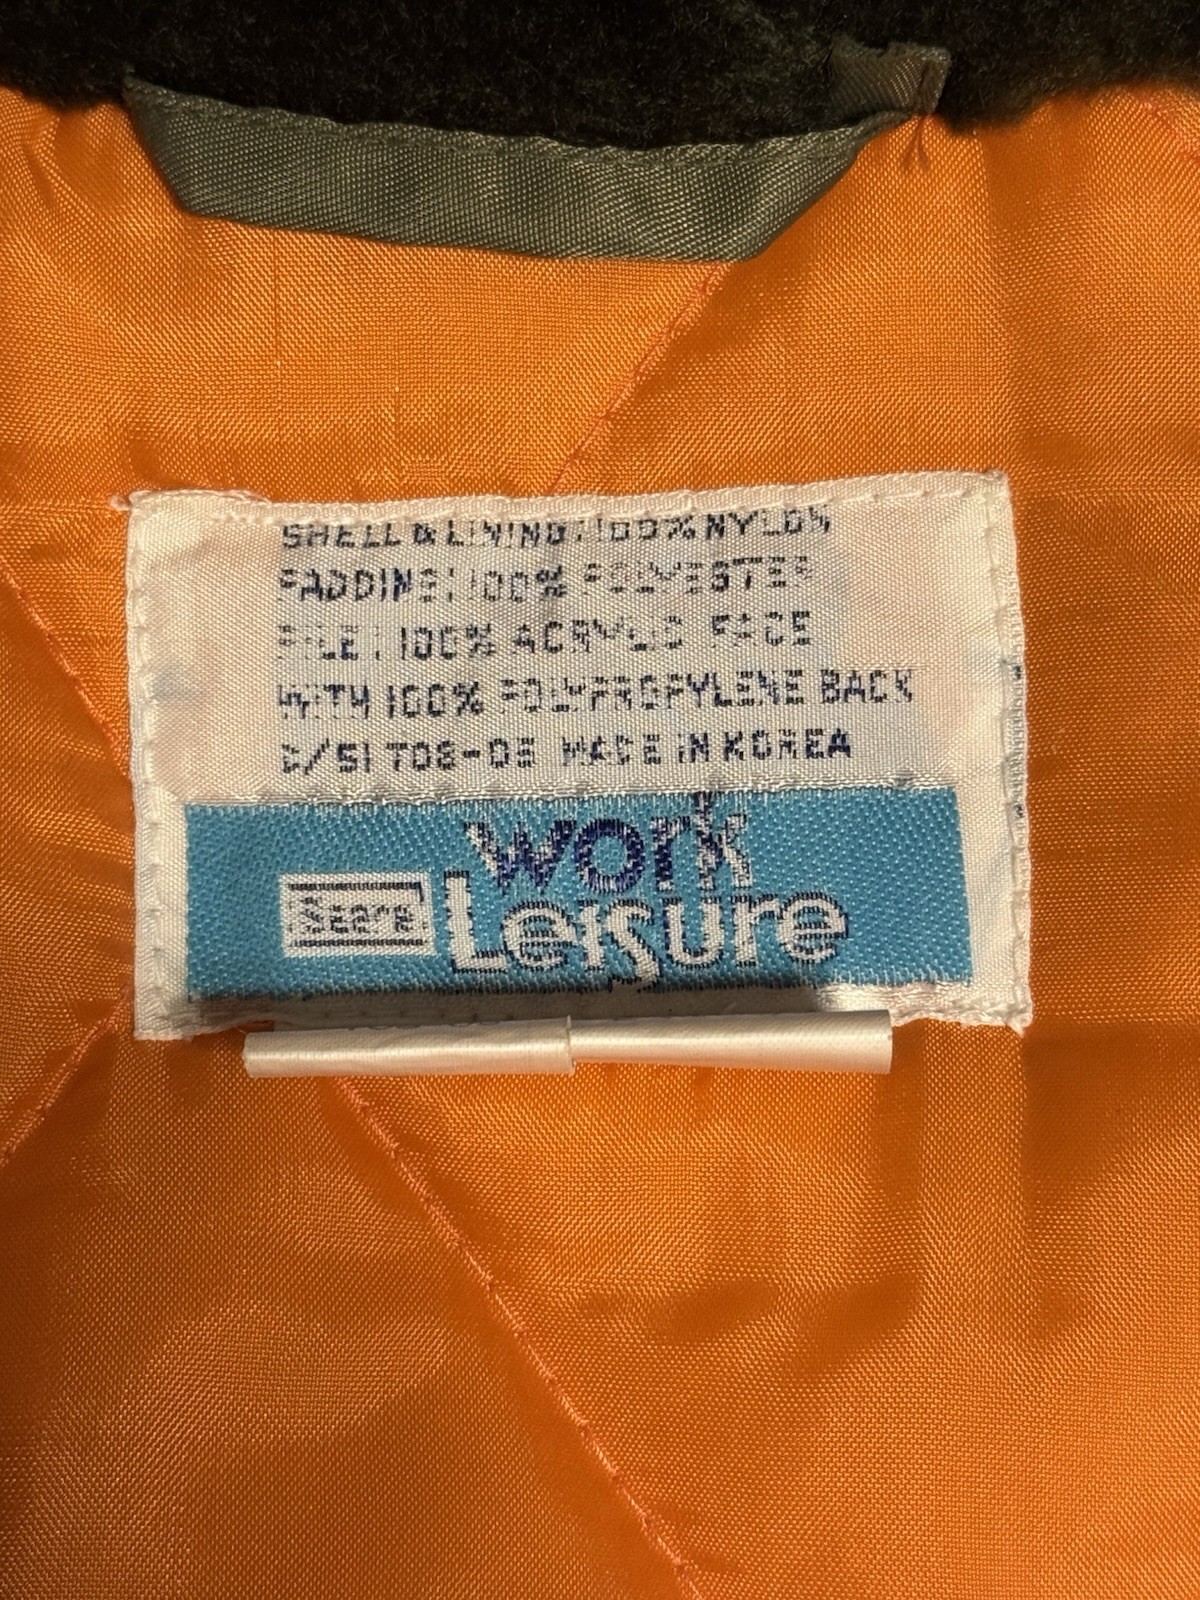 SHELL & LINING: 100% NYLON
PADDING: 100% POLYESTER
PILE: 100% ACRYLIC FACE
WITH 100% POLYPROPYLENE BACK
MADE IN KOREA
Work
Sears Leisure